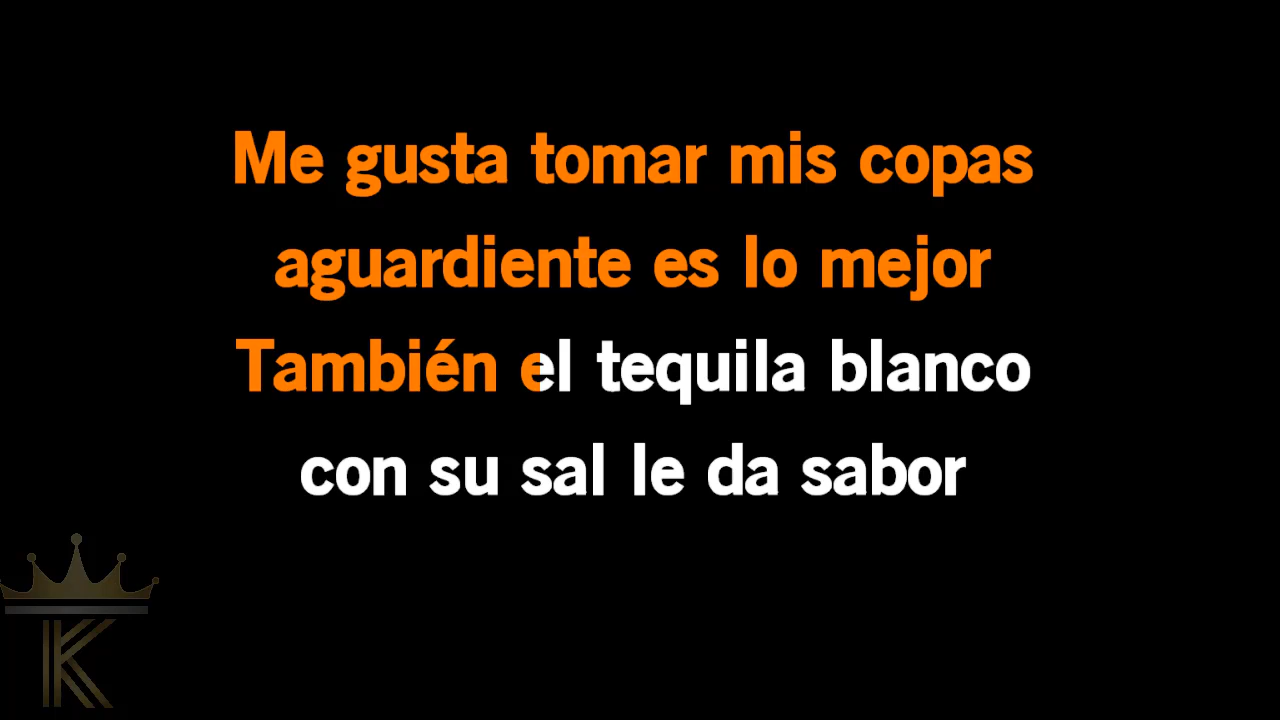 Me gusta tomar mis copas
aguardiente es lo mejor
También el tequila blanco
con su sal le da sabor
K